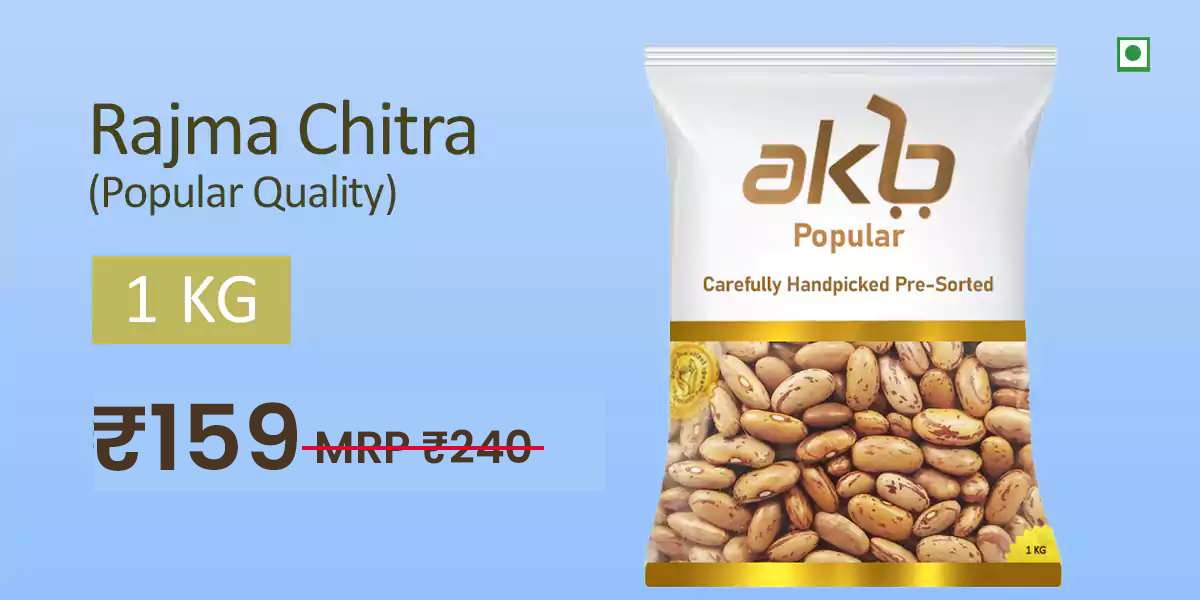 Rajma Chitra
(Popular Quality)
1 KG
₹159 MRP ₹240
akb
Popular
Carefully Handpicked Pre-Sorted
1 KG